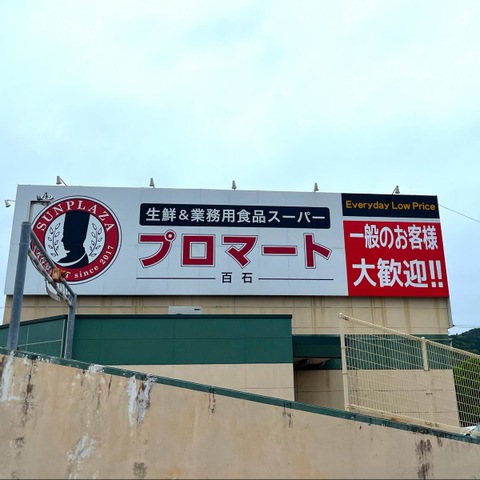 SUNPLAZA
since 2017
生鮮&業務用食品スーパー
プロマート
百石
Everyday Low Price
一般のお客様
大歓迎!!